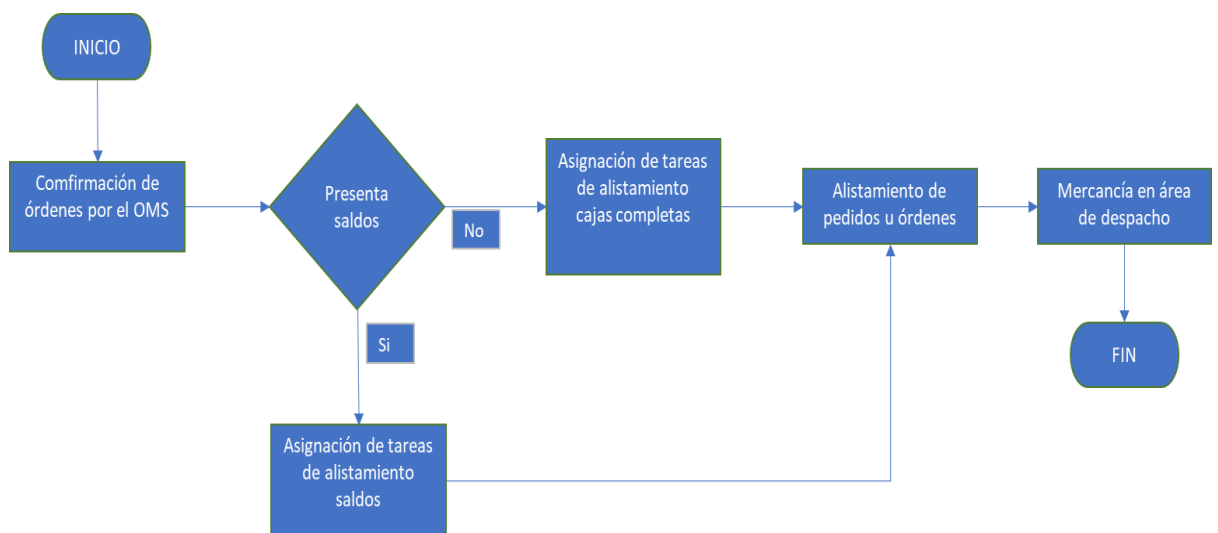 INICIO
Comfirmación de
órdenes por el OMS
Presenta
saldos
No
Asignación de tareas
de alistamiento
cajas completas
Alistamiento de
pedidos u órdenes
Mercancía en área
de despacho
Si
FIN
Asignación de tareas
de alistamiento
saldos